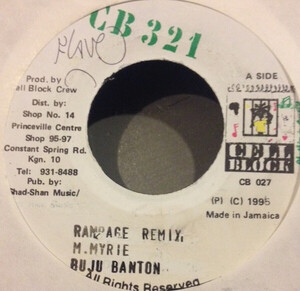 CB 321
Prod. by
all Block Crew
Dist. by:
Shop No. 14
Princeville Centre
Shop 95-97
Constant Spring Rd.
Kgn. 10
Tel: 931-8488
Pub. by:
Shad-Shan Music/
A SIDE
CELL
BLOCK
CB 027
(P) (C) 1995
Made in Jamaica
RAMPAGE REMIX
M.MYRIE
BUJU BANTON
All Rights Reserved